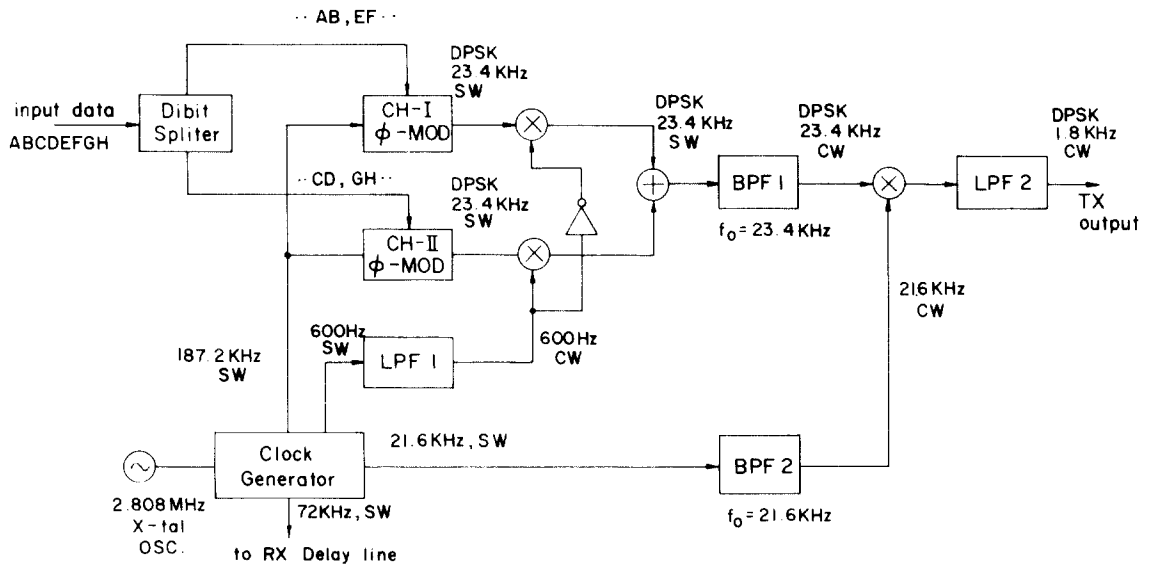 ·· AB, EF ··
input data
ABCDEFGH
Dibit
Spliter
CH-I
ϕ-MOD
DPSK
23.4 KHz
SW
·· CD, GH ··
CH-II
ϕ-MOD
DPSK
23.4 KHz
SW
DPSK
23.4 KHz
SW
BPF 1
f₀ = 23.4 KHz
DPSK
23.4 KHz
CW
LPF 2
DPSK
1.8 KHz
CW
TX
output
21.6 KHz
CW
187.2 KHz
SW
600Hz
SW
LPF 1
600Hz
CW
Clock
Generator
21.6 KHz, SW
BPF 2
f₀ = 21.6 KHz
2.808 MHz
X-tal
OSC.
72KHz, SW
to RX Delay line